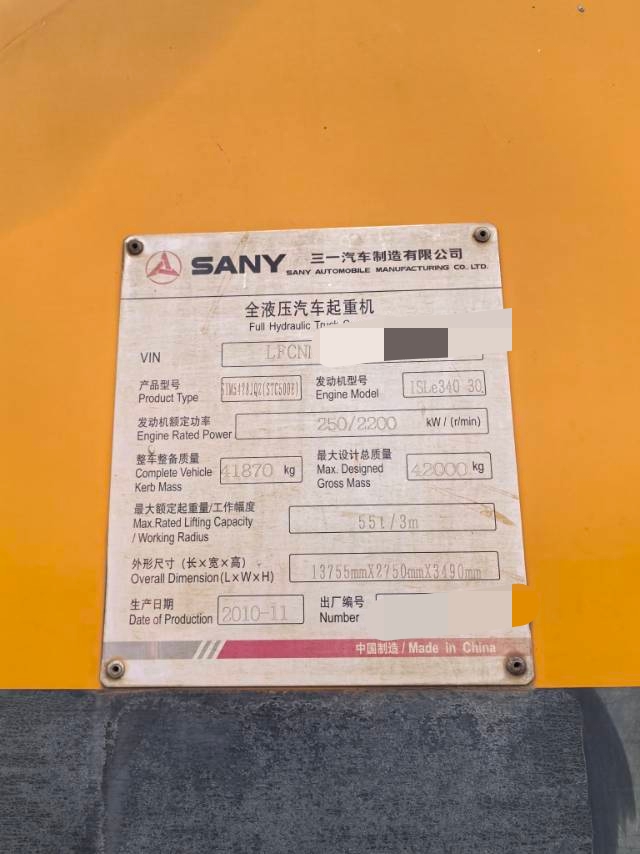 SANY 三一汽车制造有限公司
SANY AUTOMOBILE MANUFACTURING CO. LTD.
全液压汽车起重机
Full Hydraulic Truck
VIN LFCN
产品型号 发动机型号
Product Type Engine Model ISLe340 30
发动机额定功率
Engine Rated Power 250/2200 kW / (r/min)
整车整备质量 最大设计总质量
Complete Vehicle 41870 kg Max. Designed 42000 kg
Kerb Mass Gross Mass
最大额定起重量/工作幅度
Max.Rated Lifting Capacity 55t/3m
/ Working Radius
外形尺寸（长×宽×高）
Overall Dimension(L×W×H) 13755mmX2750mmX3490mm
生产日期 出厂编号
Date of Production 2010-11 Number
中国制造 / Made in China